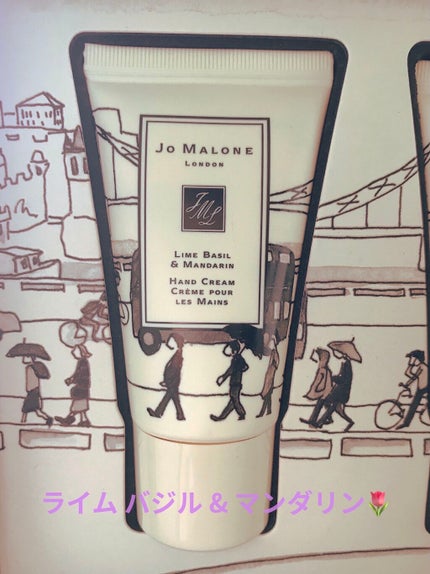 JO MALONE
LONDON
JML
LIME BASIL
& MANDARIN
HAND CREAM
CRÈME POUR
LES MAINS
ライム バジル & マンダリン🌷